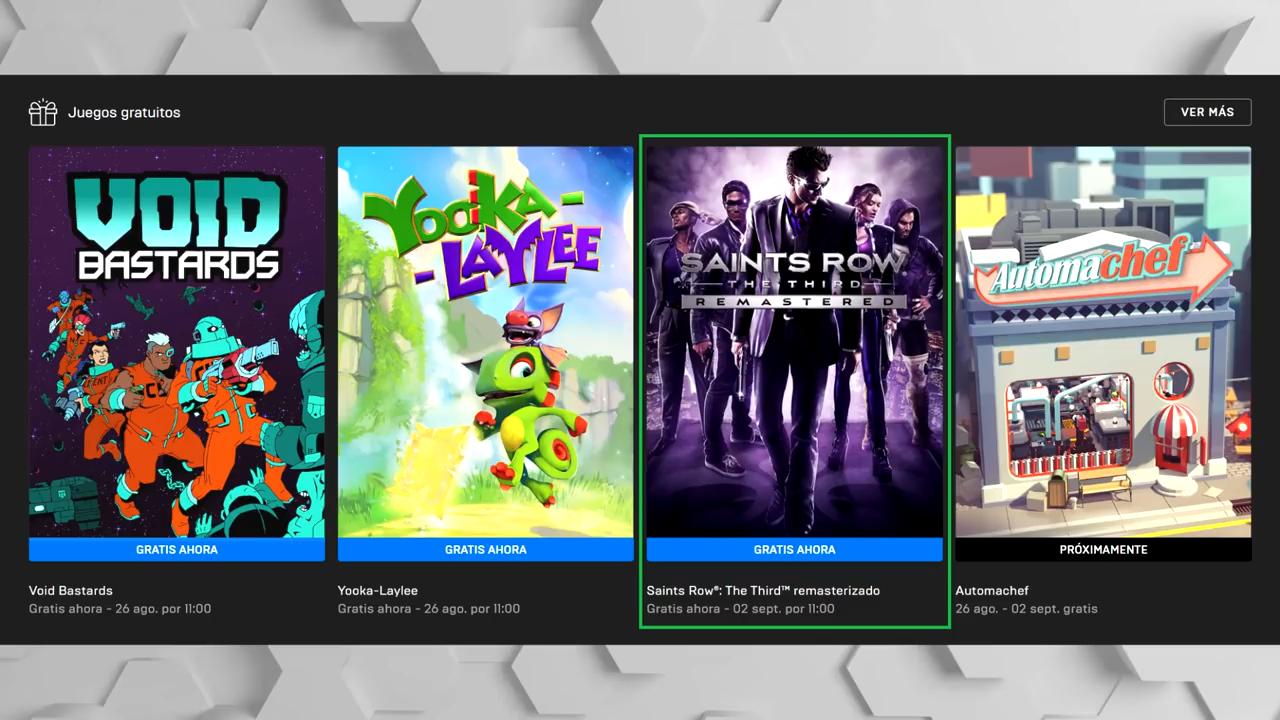 Juegos gratuitos
VER MÁS
VOID
BASTARDS
YOOKA-
-LAYLEE
SAINTS ROW
THE THIRD
REMASTERED
Automachef
GRATIS AHORA
GRATIS AHORA
GRATIS AHORA
PRÓXIMAMENTE
Void Bastards
Gratis ahora - 26 ago. por 11:00
Yooka-Laylee
Gratis ahora - 26 ago. por 11:00
Saints Row®: The Third™ remasterizado
Gratis ahora - 02 sept. por 11:00
Automachef
26 ago. - 02 sept. gratis